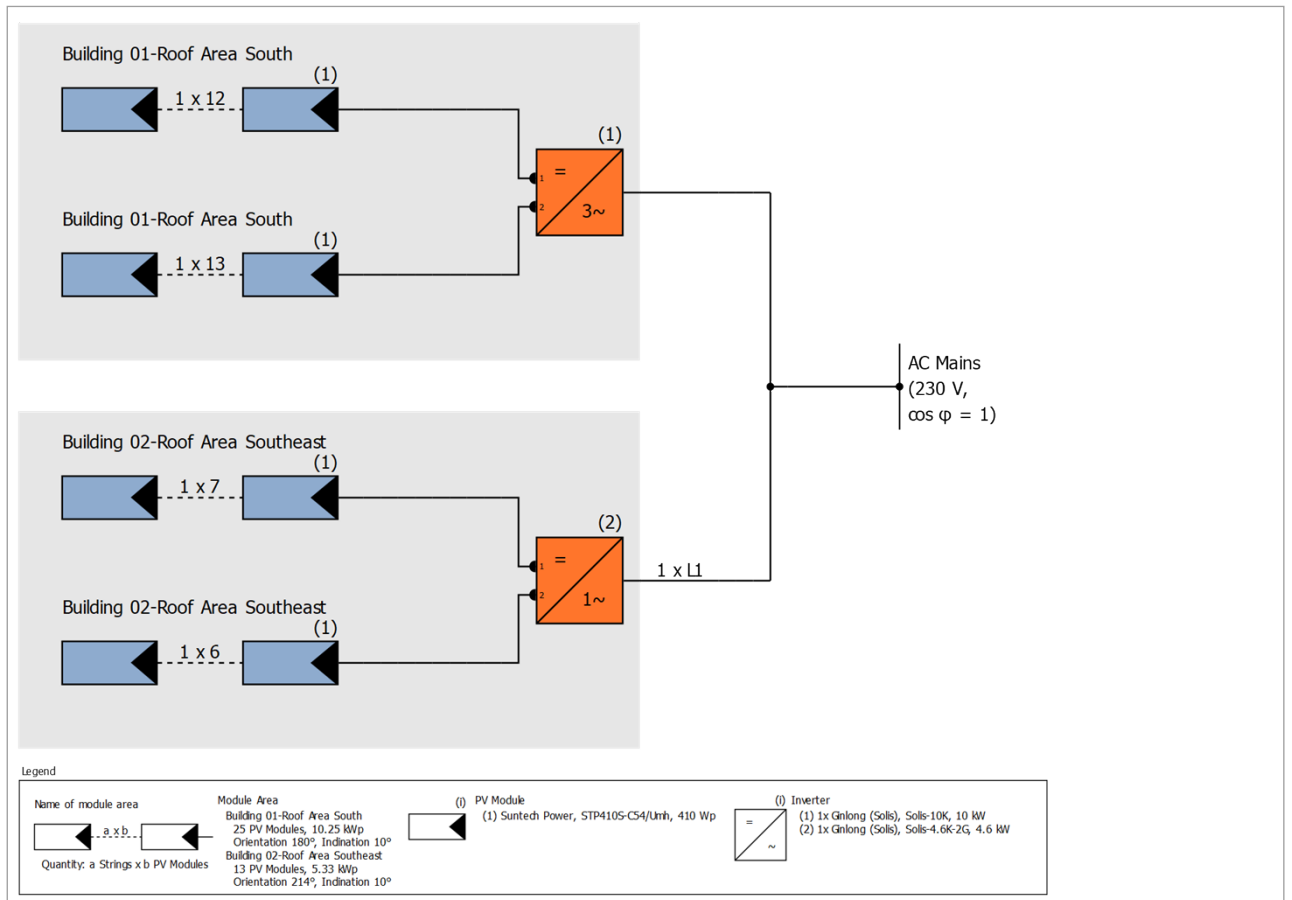 Building 01-Roof Area South
(1)
1 x 12
(1)
=
1
2
3~
Building 01-Roof Area South
(1)
1 x 13
AC Mains
(230 V,
cos φ = 1)
Building 02-Roof Area Southeast
(1)
1 x 7
(2)
=
1
2
1~
1 x L1
Building 02-Roof Area Southeast
(1)
1 x 6
Legend
Name of module area
a x b
Quantity: a Strings x b PV Modules
Module Area
Building 01-Roof Area South
25 PV Modules, 10.25 kWp
Orientation 180°, Inclination 10°
Building 02-Roof Area Southeast
13 PV Modules, 5.33 kWp
Orientation 214°, Inclination 10°
(i) PV Module
(1) Suntech Power, STP410S-C54/Umh, 410 Wp
(i) Inverter
=
~
(1) 1x Ginlong (Solis), Solis-10K, 10 kW
(2) 1x Ginlong (Solis), Solis-4.6K-2G, 4.6 kW